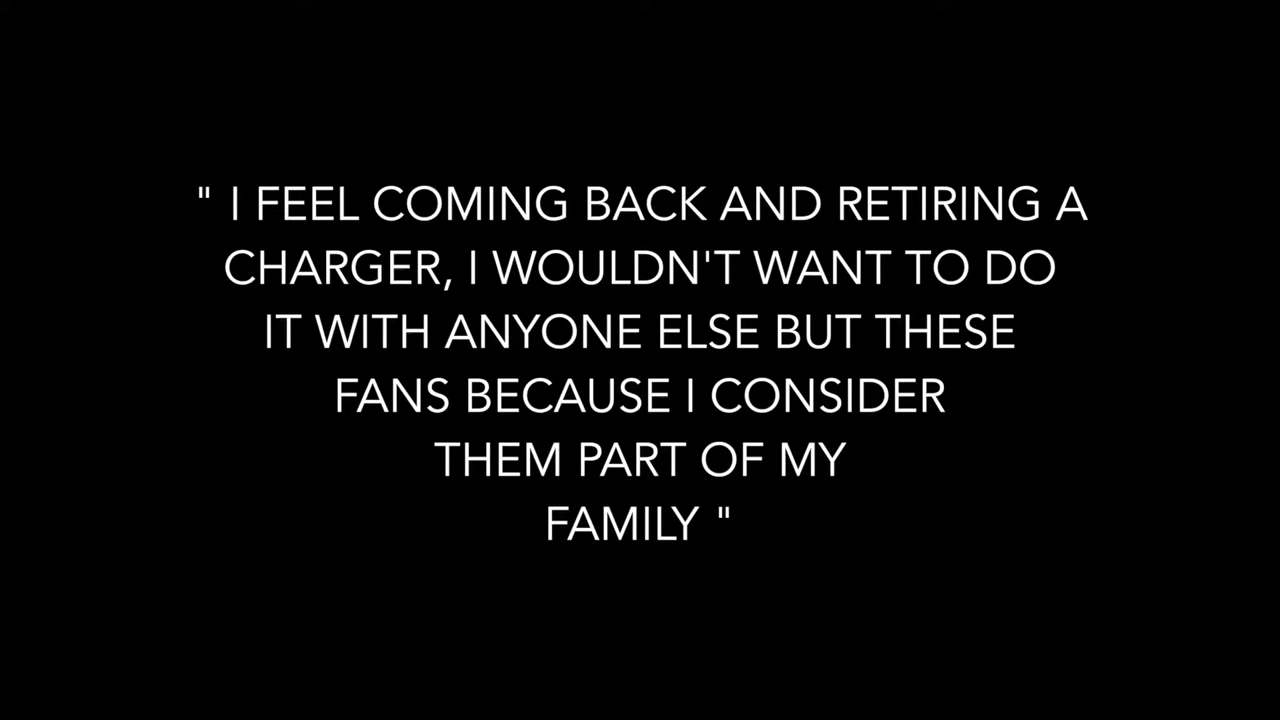 " I FEEL COMING BACK AND RETIRING A
CHARGER, I WOULDN'T WANT TO DO
IT WITH ANYONE ELSE BUT THESE
FANS BECAUSE I CONSIDER
THEM PART OF MY
FAMILY "